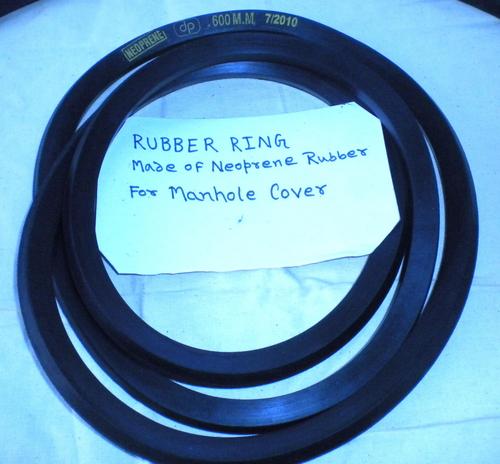 NEOPRENE dp .600 M.M 7/2010
RUBBER RING
Made of Neoprene Rubber
For Manhole Cover